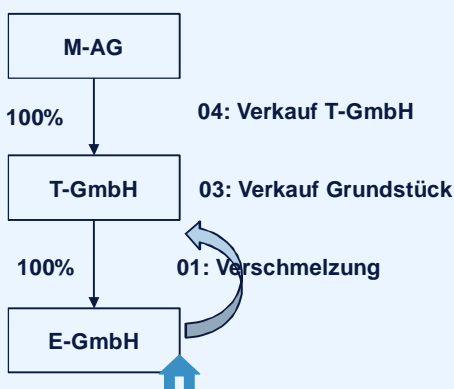 M-AG
100%
04: Verkauf T-GmbH
T-GmbH
03: Verkauf Grundstück
100%
01: Verschmelzung
E-GmbH